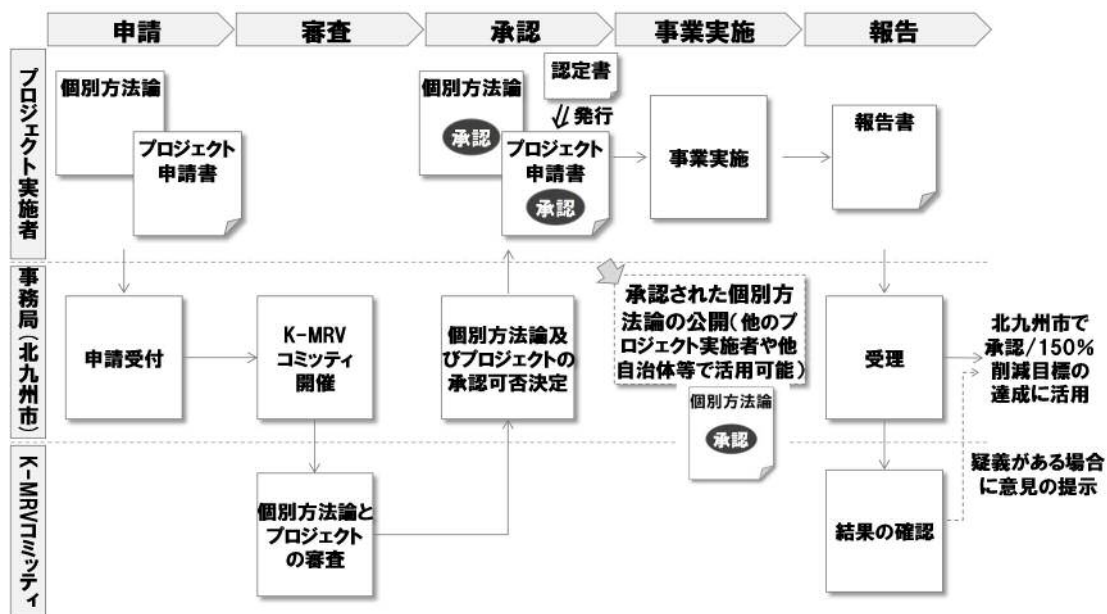 申請
審査
承認
事業実施
報告
プロジェクト実施者
個別方法論
プロジェクト
申請書
個別方法論
承認
認定書
発行
プロジェクト
申請書
承認
事業実施
報告書
事務局(北九州市)
申請受付
K-MRV
コミッティ
開催
個別方法論及
びプロジェクトの
承認可否決定
承認された個別方
法論の公開(他のプ
ロジェクト実施者や他
自治体等で活用可能)
個別方法論
承認
受理
北九州市で
承認/150%
削減目標の
達成に活用
K-MRVコミッティ
個別方法論と
プロジェクト
の審査
結果の確認
疑義がある場合
に意見の提示